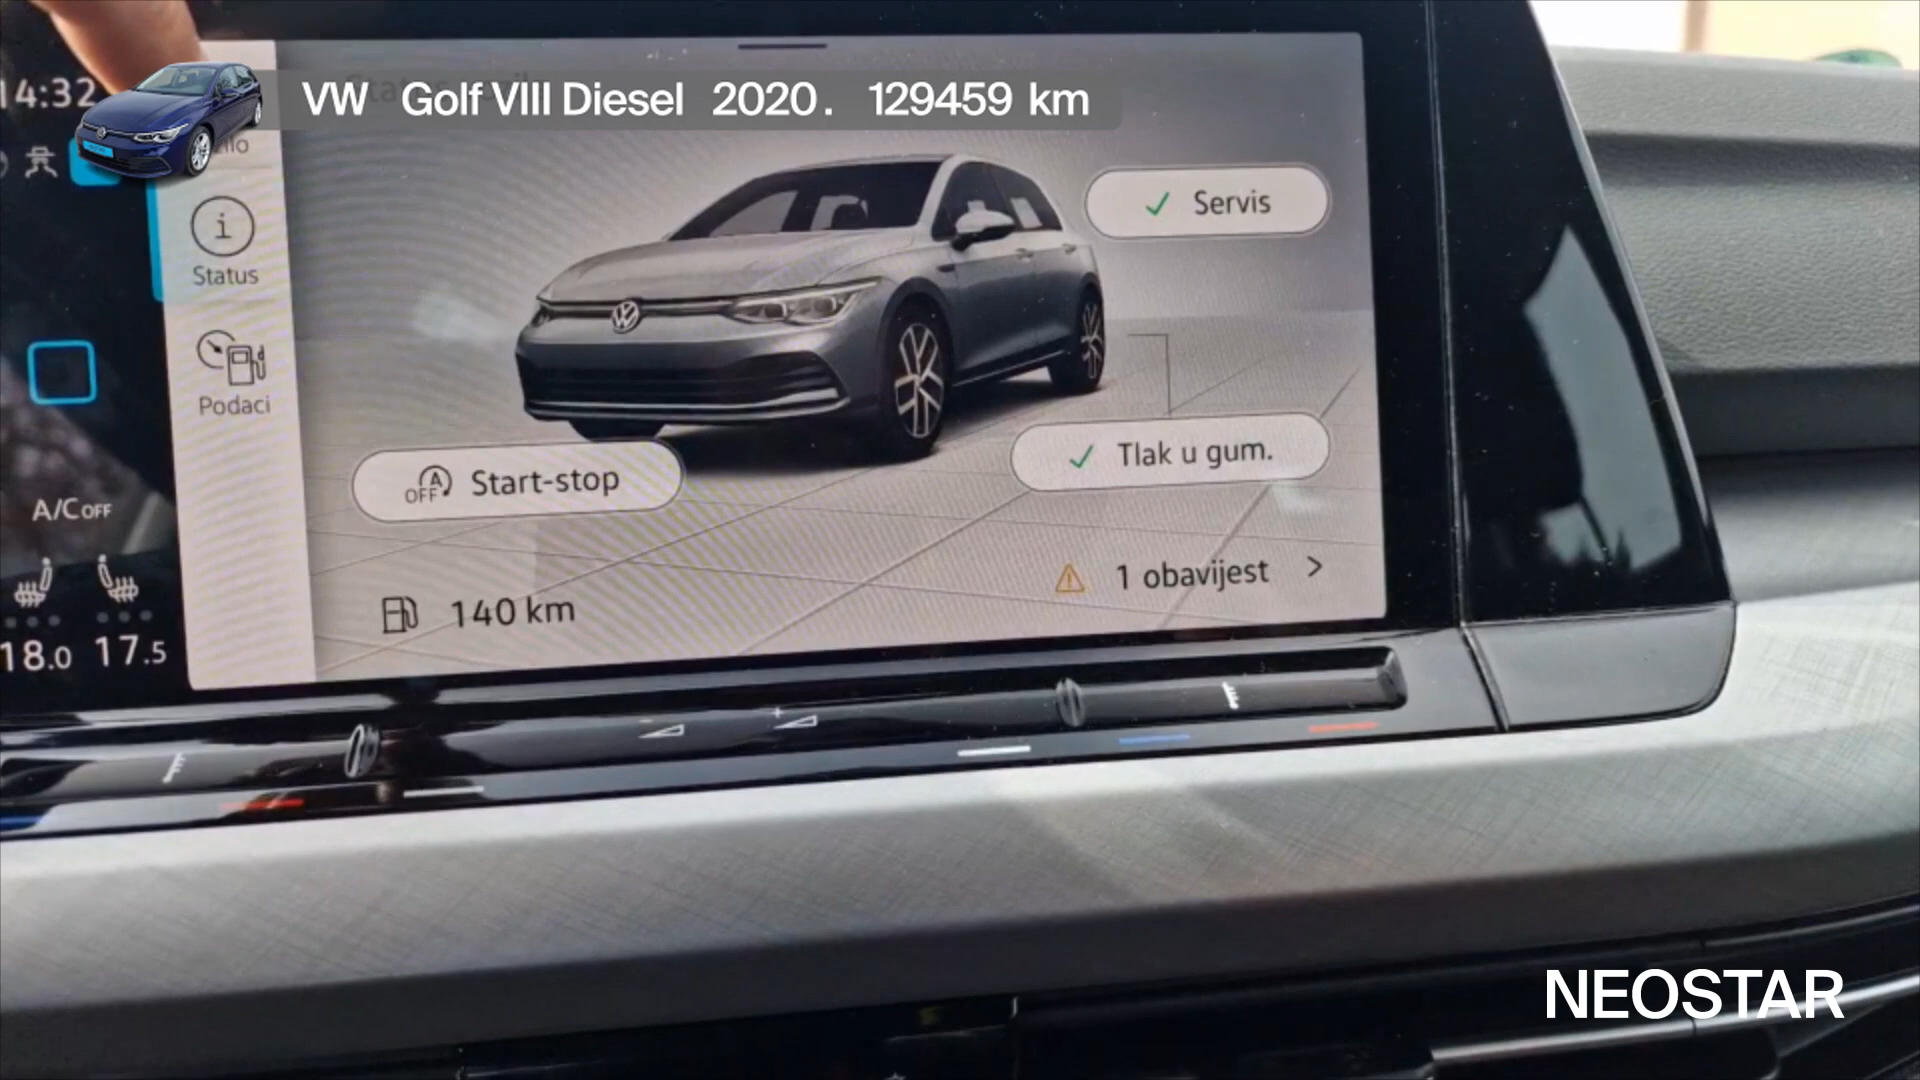 14:32
VW Golf VIII Diesel 2020. 129459 km
Servis
i
Status
Podaci
A
OFF Start-stop
Tlak u gum.
A/C OFF
1 obavijest >
140 km
18.0 17.5
NEOSTAR